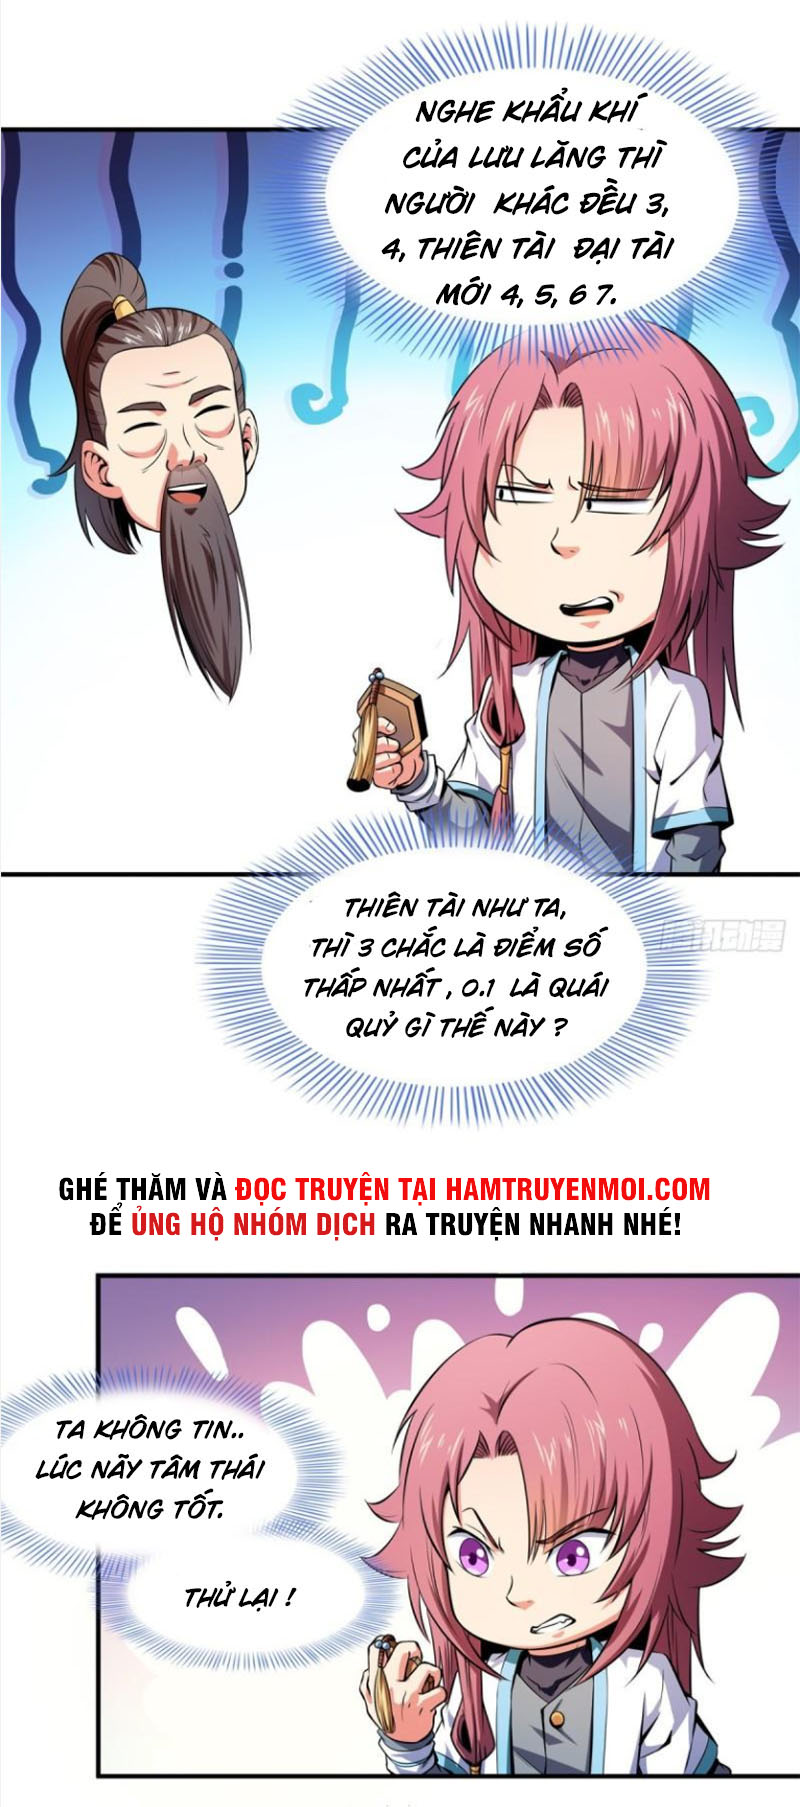 NGHE KHẨU KHÍ
CỦA LƯU LĂNG THÌ
NGƯỜI KHÁC ĐỀU 3,
4, THIÊN TÀI ĐẠI TÀI
MỚI 4, 5, 6 7.
THIÊN TÀI NHƯ TA,
THÌ 3 CHẮC LÀ ĐIỂM SỐ
THẤP NHẤT, 0.1 LÀ QUÁI
QUỶ GÌ THẾ NÀY ?
GHÉ THĂM VÀ ĐỌC TRUYỆN TẠI HAMTRUYENMOI.COM
ĐỂ ỦNG HỘ NHÓM DỊCH RA TRUYỆN NHANH NHÉ!
TA KHÔNG TIN..
LÚC NÃY TÂM THÁI
KHÔNG TỐT.
THỬ LẠI !